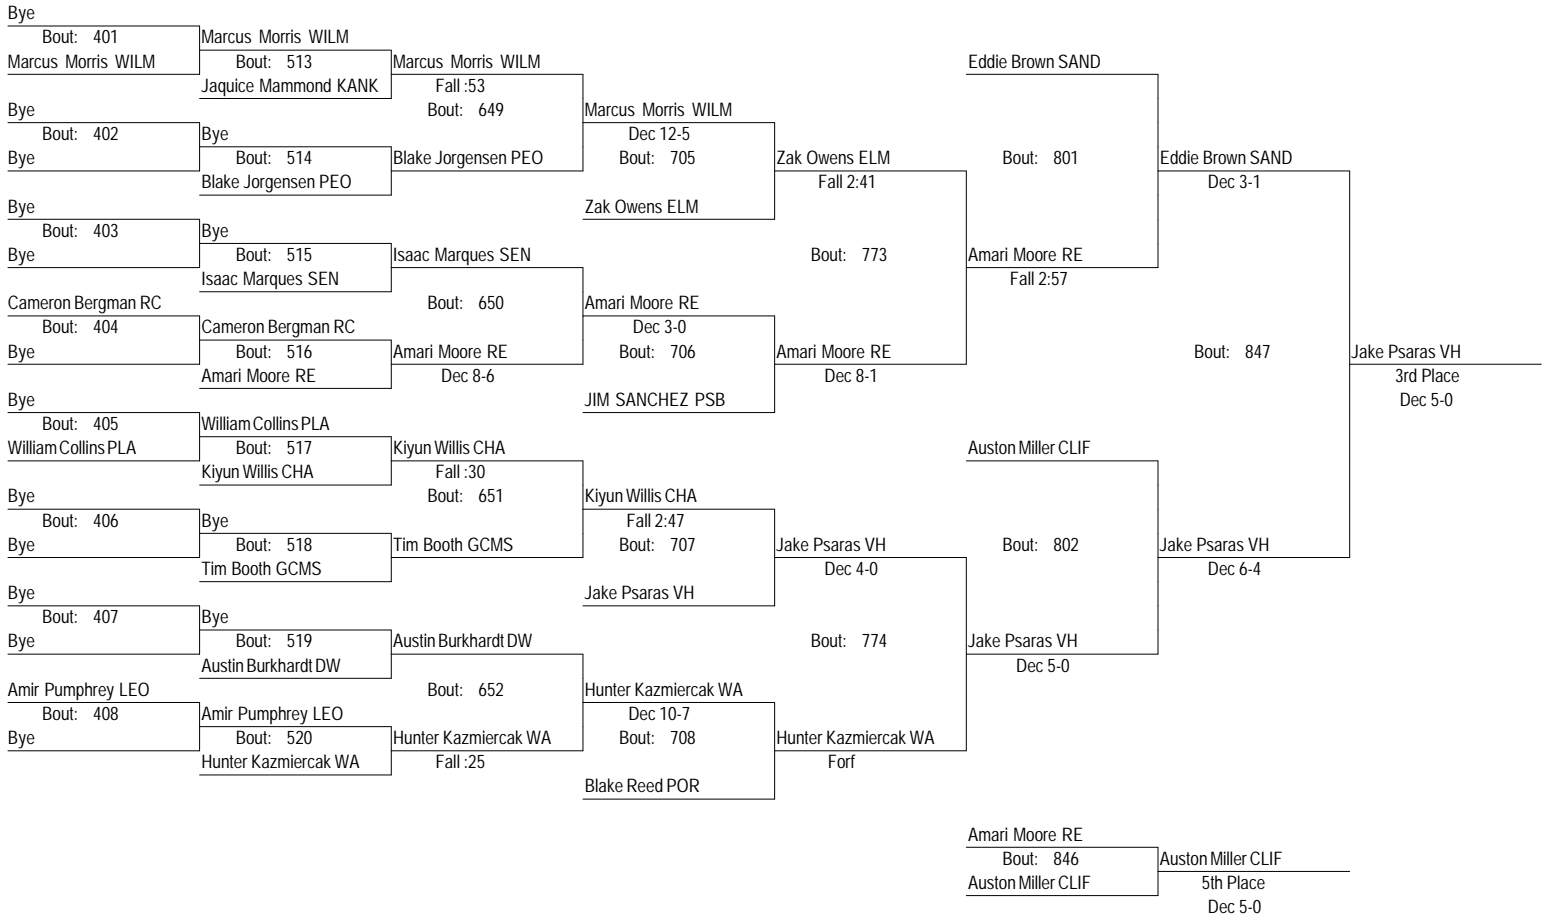 Bye
Bout: 401
Marcus Morris WILM
Bye
Bout: 402
Bye
Bye
Bout: 403
Bye
Cameron Bergman RC
Bout: 404
Bye
Bye
Bout: 405
William Collins PLA
Bye
Bout: 406
Bye
Bye
Bout: 407
Bye
Amir Pumphrey LEO
Bout: 408
Bye
Marcus Morris WILM
Bout: 513
Jaquice Mammond KANK
Bye
Bout: 514
Blake Jorgensen PEO
Bye
Bout: 515
Isaac Marques SEN
Cameron Bergman RC
Bout: 516
Amari Moore RE
William Collins PLA
Bout: 517
Kiyun Willis CHA
Bye
Bout: 518
Tim Booth GCMS
Bye
Bout: 519
Austin Burkhardt DW
Amir Pumphrey LEO
Bout: 520
Hunter Kazmiercak WA
Marcus Morris WILM
Fall :53
Bout: 649
Blake Jorgensen PEO
Isaac Marques SEN
Bout: 650
Amari Moore RE
Dec 8-6
Kiyun Willis CHA
Fall :30
Bout: 651
Tim Booth GCMS
Austin Burkhardt DW
Bout: 652
Hunter Kazmiercak WA
Fall :25
Marcus Morris WILM
Dec 12-5
Bout: 705
Zak Owens ELM
Amari Moore RE
Dec 3-0
Bout: 706
JIM SANCHEZ PSB
Kiyun Willis CHA
Fall 2:47
Bout: 707
Jake Psaras VH
Hunter Kazmiercak WA
Dec 10-7
Bout: 708
Blake Reed POR
Zak Owens ELM
Fall 2:41
Bout: 773
Amari Moore RE
Dec 8-1
Jake Psaras VH
Dec 4-0
Bout: 774
Hunter Kazmiercak WA
Forf
Eddie Brown SAND
Bout: 801
Amari Moore RE
Fall 2:57
Auston Miller CLIF
Bout: 802
Jake Psaras VH
Dec 5-0
Eddie Brown SAND
Dec 3-1
Bout: 847
Jake Psaras VH
Dec 6-4
Jake Psaras VH
3rd Place
Dec 5-0
Amari Moore RE
Bout: 846
Auston Miller CLIF
Auston Miller CLIF
5th Place
Dec 5-0